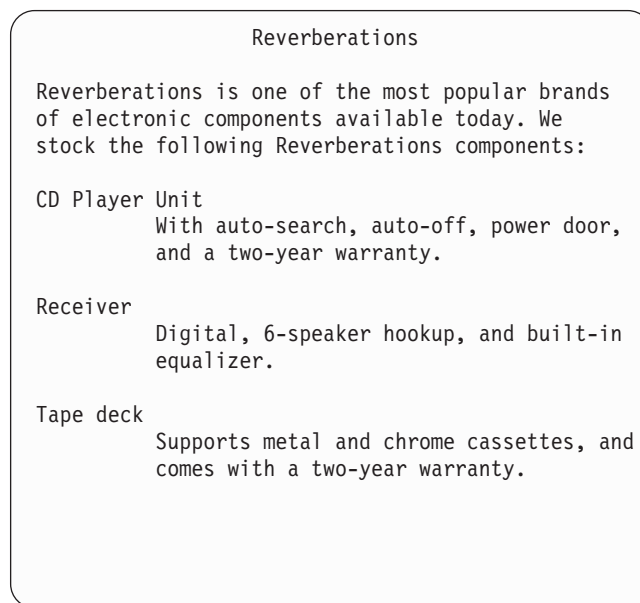 Reverberations
Reverberations is one of the most popular brands
of electronic components available today. We
stock the following Reverberations components:
CD Player Unit
With auto-search, auto-off, power door,
and a two-year warranty.
Receiver
Digital, 6-speaker hookup, and built-in
equalizer.
Tape deck
Supports metal and chrome cassettes, and
comes with a two-year warranty.